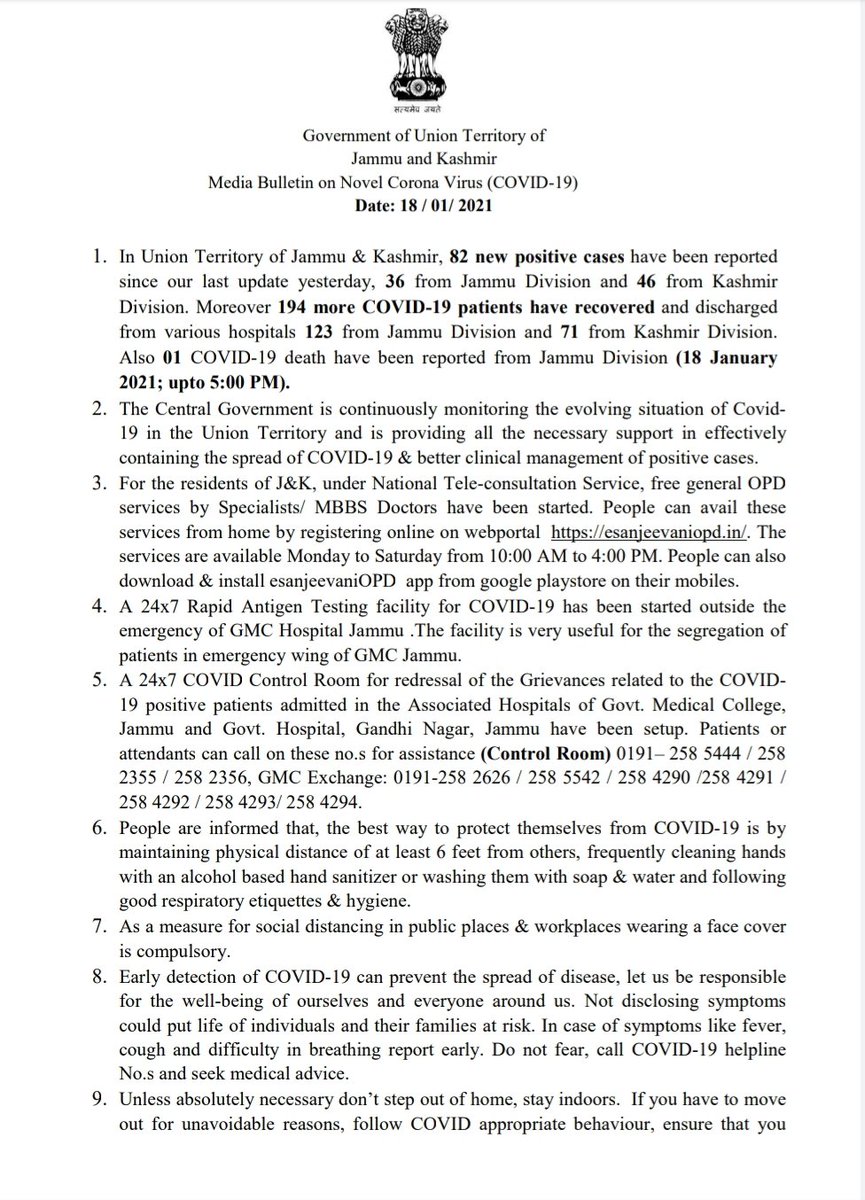 सत्यमेव जयते
Government of Union Territory of
Jammu and Kashmir
Media Bulletin on Novel Corona Virus (COVID-19)
Date: 18 / 01/ 2021
1. In Union Territory of Jammu & Kashmir, 82 new positive cases have been reported
since our last update yesterday, 36 from Jammu Division and 46 from Kashmir
Division. Moreover 194 more COVID-19 patients have recovered and discharged
from various hospitals 123 from Jammu Division and 71 from Kashmir Division.
Also 01 COVID-19 death have been reported from Jammu Division (18 January
2021; upto 5:00 PM).
2. The Central Government is continuously monitoring the evolving situation of Covid-
19 in the Union Territory and is providing all the necessary support in effectively
containing the spread of COVID-19 & better clinical management of positive cases.
3. For the residents of J&K, under National Tele-consultation Service, free general OPD
services by Specialists/ MBBS Doctors have been started. People can avail these
services from home by registering online on webportal https://esanjeevaniopd.in/. The
services are available Monday to Saturday from 10:00 AM to 4:00 PM. People can also
download & install esanjeevaniOPD app from google playstore on their mobiles.
4. A 24x7 Rapid Antigen Testing facility for COVID-19 has been started outside the
emergency of GMC Hospital Jammu .The facility is very useful for the segregation of
patients in emergency wing of GMC Jammu.
5. A 24x7 COVID Control Room for redressal of the Grievances related to the COVID-
19 positive patients admitted in the Associated Hospitals of Govt. Medical College,
Jammu and Govt. Hospital, Gandhi Nagar, Jammu have been setup. Patients or
attendants can call on these no.s for assistance (Control Room) 0191– 258 5444 / 258
2355 / 258 2356, GMC Exchange: 0191-258 2626 / 258 5542 / 258 4290 /258 4291 /
258 4292 / 258 4293/ 258 4294.
6. People are informed that, the best way to protect themselves from COVID-19 is by
maintaining physical distance of at least 6 feet from others, frequently cleaning hands
with an alcohol based hand sanitizer or washing them with soap & water and following
good respiratory etiquettes & hygiene.
7. As a measure for social distancing in public places & workplaces wearing a face cover
is compulsory.
8. Early detection of COVID-19 can prevent the spread of disease, let us be responsible
for the well-being of ourselves and everyone around us. Not disclosing symptoms
could put life of individuals and their families at risk. In case of symptoms like fever,
cough and difficulty in breathing report early. Do not fear, call COVID-19 helpline
No.s and seek medical advice.
9. Unless absolutely necessary don’t step out of home, stay indoors. If you have to move
out for unavoidable reasons, follow COVID appropriate behaviour, ensure that you